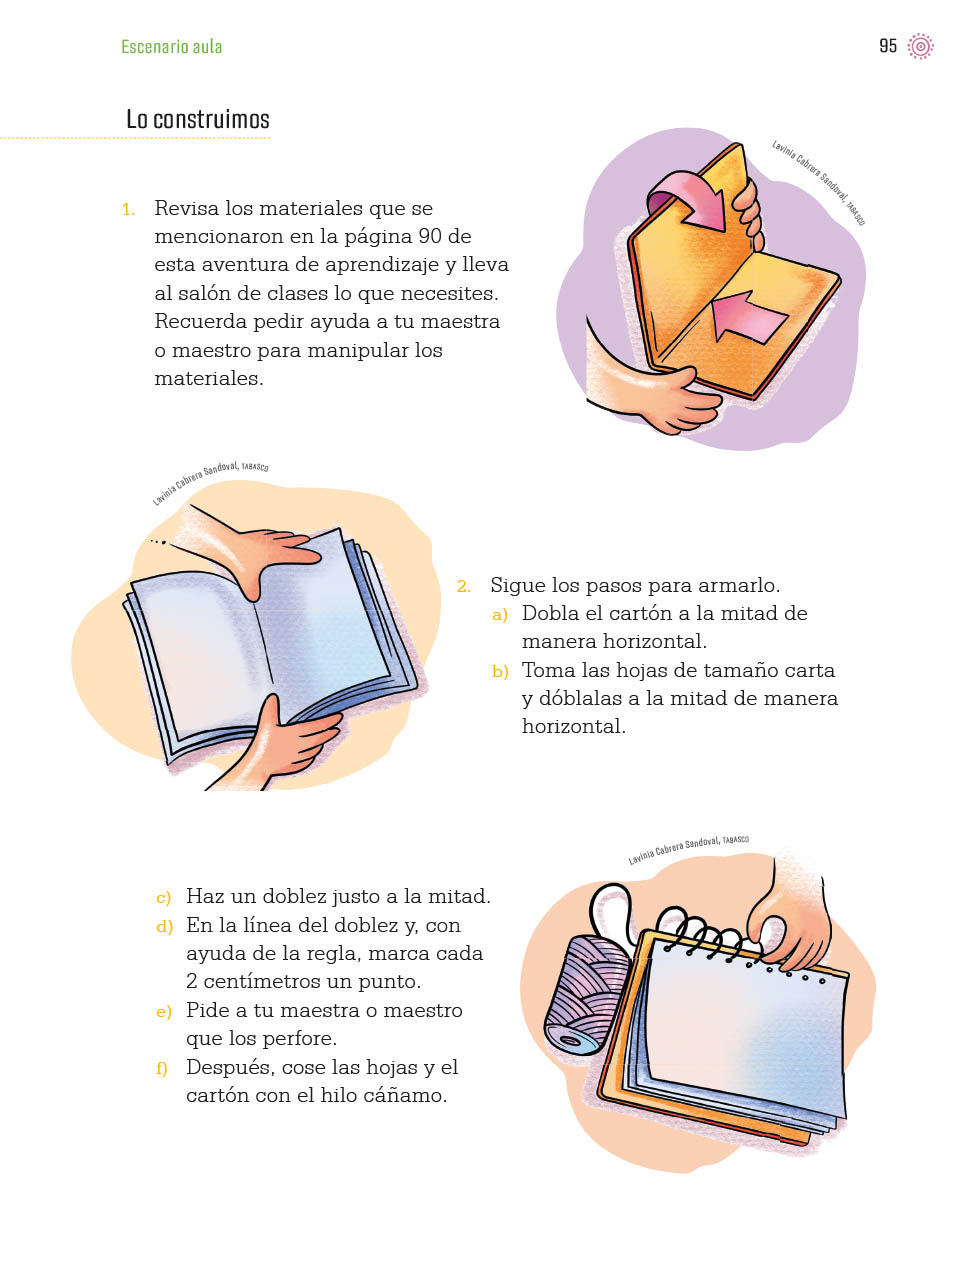 Escenario aula
95
Lo construimos
Lavinia Cabrera Sandoval, TABASCO
1. Revisa los materiales que se
mencionaron en la página 90 de
esta aventura de aprendizaje y lleva
al salón de clases lo que necesites.
Recuerda pedir ayuda a tu maestra
o maestro para manipular los
materiales.
Lavinia Cabrera Sandoval, TABASCO
2. Sigue los pasos para armarlo.
a) Dobla el cartón a la mitad de
manera horizontal.
b) Toma las hojas de tamaño carta
y dóblalas a la mitad de manera
horizontal.
Lavinia Cabrera Sandoval, TABASCO
c) Haz un doblez justo a la mitad.
d) En la línea del doblez y, con
ayuda de la regla, marca cada
2 centímetros un punto.
e) Pide a tu maestra o maestro
que los perfore.
f) Después, cose las hojas y el
cartón con el hilo cáñamo.